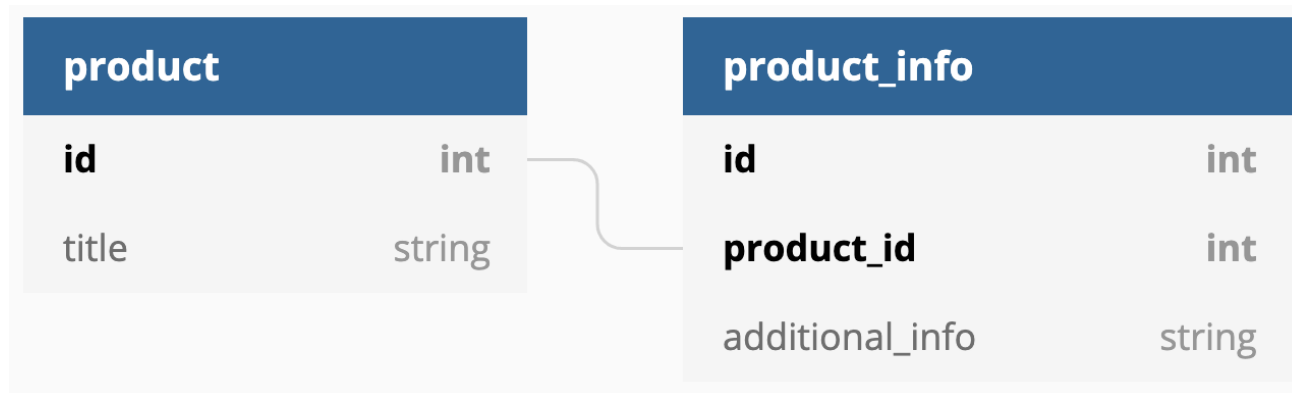 product
id int
title string
product_info
id int
product_id int
additional_info string